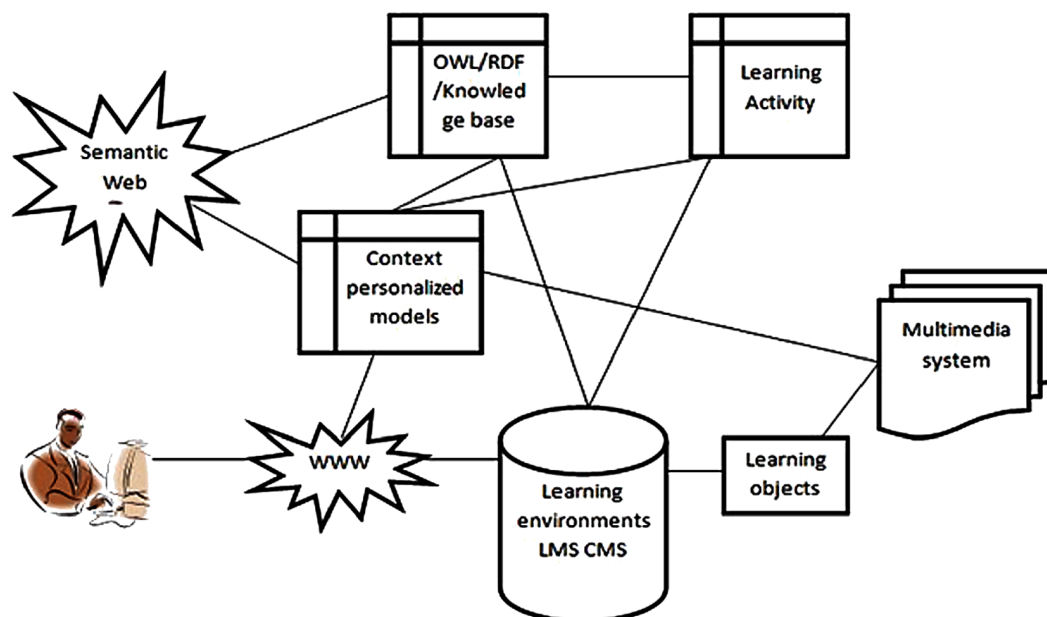 OWL/RDF
/Knowled
ge base
Learning
Activity
Semantic
Web
Context
personalized
models
Multimedia
system
WWW
Learning
environments
LMS CMS
Learning
objects